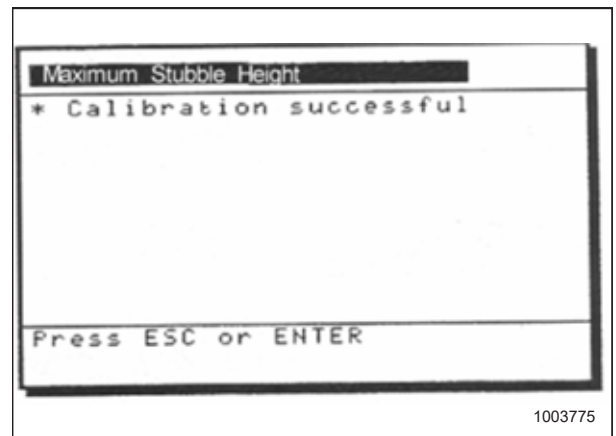 Maximum Stubble Height
* Calibration successful
Press ESC or ENTER
1003775